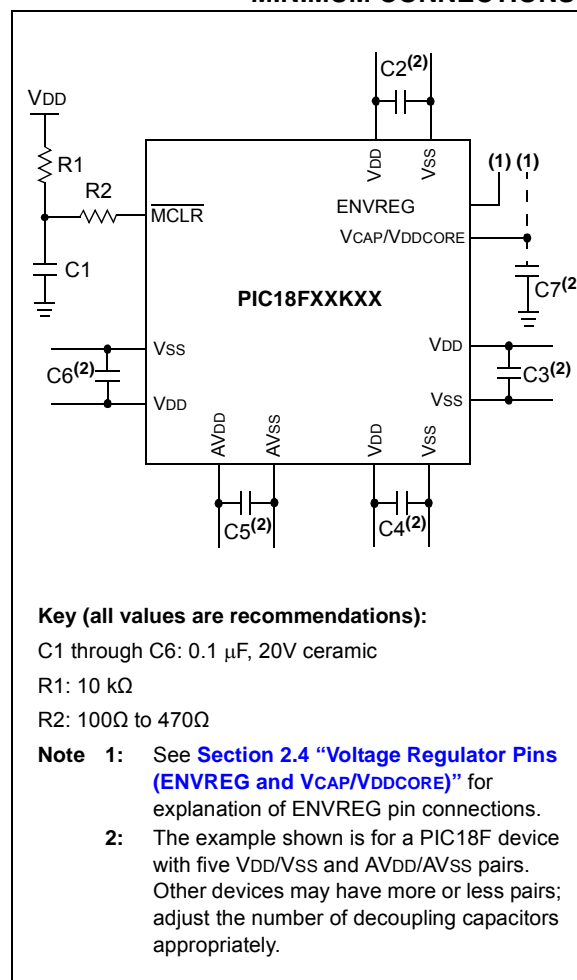 VDD
R1
R2
C1
MCLR
C2(2)
VDD
VSS
(1) (1)
ENVREG
VCAP/VDDCORE
C7(2
PIC18FXXKXX
VSS
C6(2)
VDD
VDD
C3(2)
VSS
AVDD
AVSS
VDD
VSS
C5(2)
C4(2)
Key (all values are recommendations):
C1 through C6: 0.1 μF, 20V ceramic
R1: 10 kΩ
R2: 100Ω to 470Ω
Note 1: See Section 2.4 “Voltage Regulator Pins
(ENVREG and VCAP/VDDCORE)” for
explanation of ENVREG pin connections.
2: The example shown is for a PIC18F device
with five VDD/VSS and AVDD/AVSS pairs.
Other devices may have more or less pairs;
adjust the number of decoupling capacitors
appropriately.